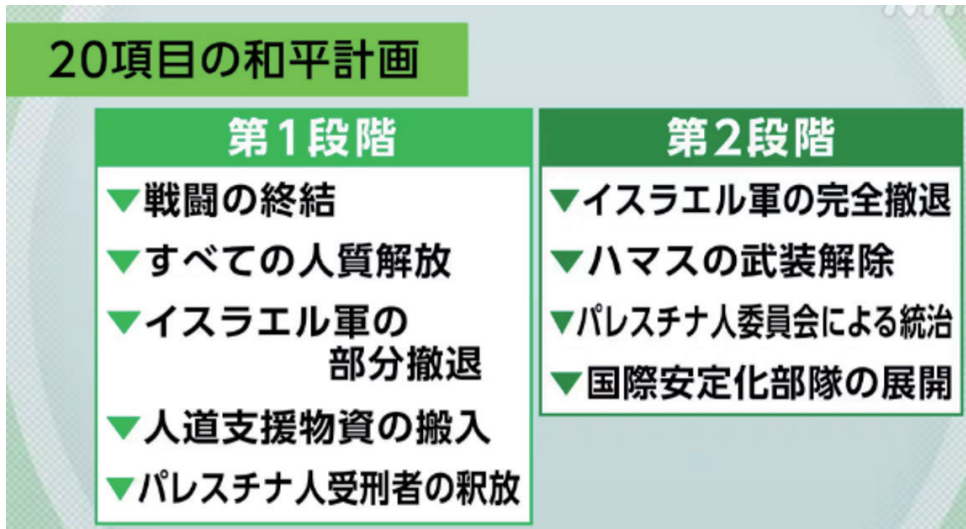 20項目の和平計画
第1段階
▼戦闘の終結
▼すべての人質解放
▼イスラエル軍の
部分撤退
▼人道支援物資の搬入
▼パレスチナ人受刑者の釈放
第2段階
▼イスラエル軍の完全撤退
▼ハマスの武装解除
▼パレスチナ人委員会による統治
▼国際安定化部隊の展開